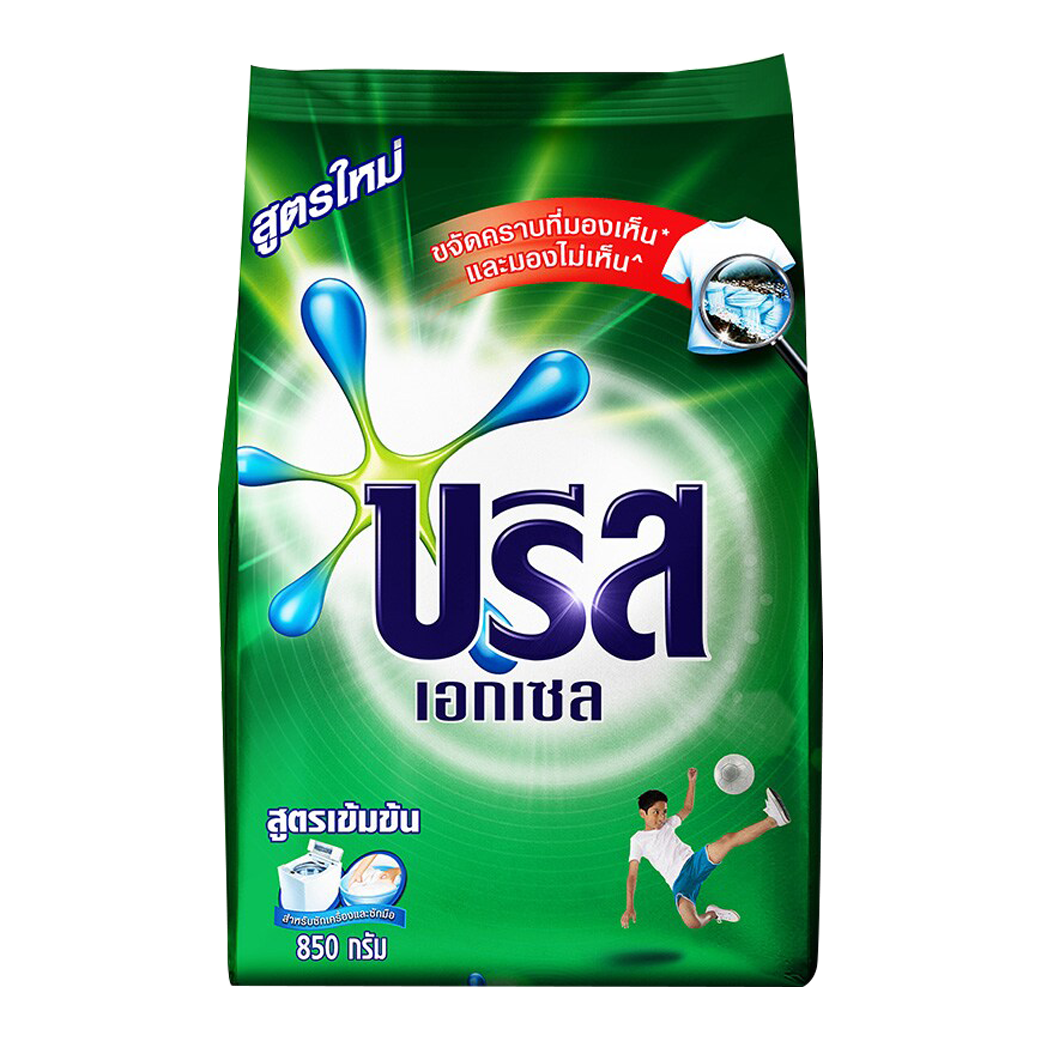 สูตรใหม่
ขจัดคราบที่มองเห็น*
และมองไม่เห็น^
บรีส
เอกเซล
สูตรเข้มข้น
สำหรับซักเครื่องและซักมือ
850 กรัม